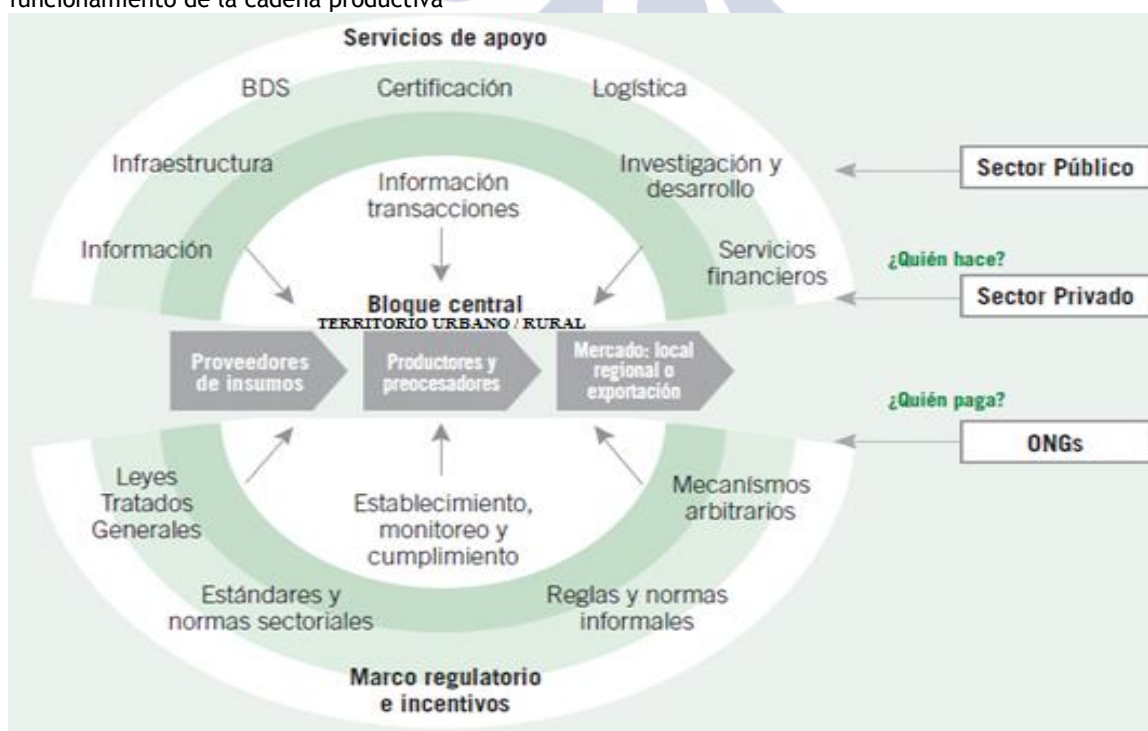 funcionamiento de la cadena productiva
Servicios de apoyo
BDS
Certificación
Logística
Infraestructura
Investigación y
desarrollo
Información
transacciones
Información
Servicios
financieros
Bloque central
TERRITORIO URBANO / RURAL
Proveedores
de insumos
Productores y
preocesadores
Mercado: local
regional o
exportación
Leyes
Tratados
Generales
Establecimiento,
monitoreo y
cumplimiento
Mecanísmos
arbitrarios
Estándares y
normas sectoriales
Reglas y normas
informales
Marco regulatorio
e incentivos
Sector Público
¿Quién hace?
Sector Privado
¿Quién paga?
ONGs